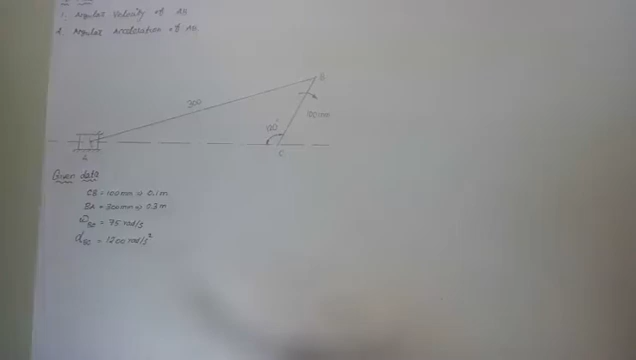 1. Angular Velocity of AB.
2. Angular Acceleration of AB.
300
B
100mm
120°
A
C
Given data
CB = 100mm ⇒ 0.1m
BA = 300mm ⇒ 0.3m
ω_BC = 75 rad/s
α_BC = 1200 rad/s²